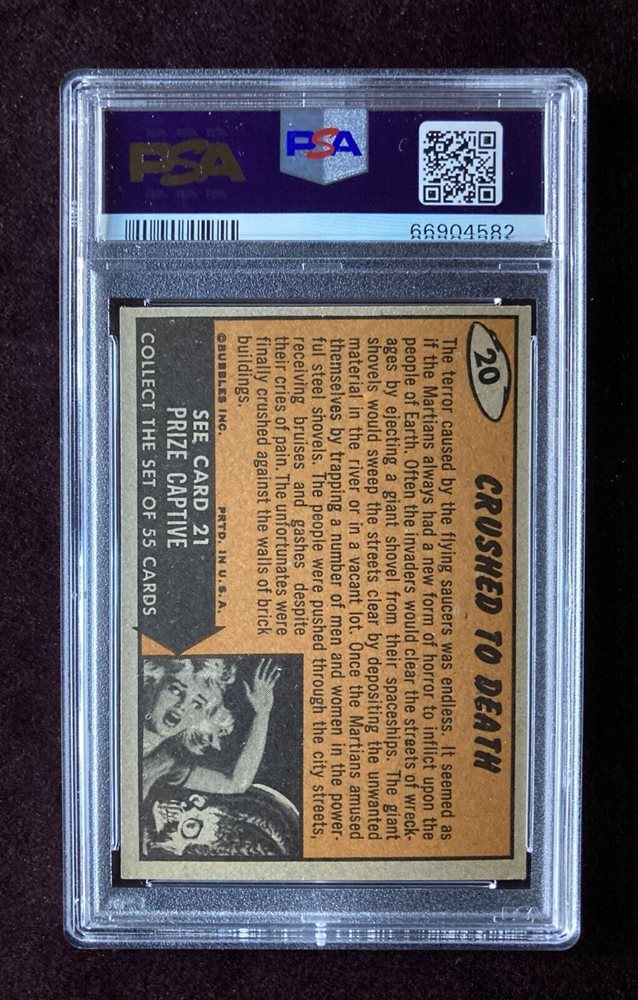 PSA
PSA
66904582
20
CRUSHED TO DEATH
The terror caused by the flying saucers was endless. It seemed as
if the Martians always had a new form of horror to inflict upon the
people of Earth. Often the invaders would clear the streets of wreck-
ages by ejecting a giant shovel from their spaceships. The giant
shovels would sweep the streets clear by depositing the unwanted
material in the river or in a vacant lot. Once the Martians amused
themselves by trapping a number of men and women in the power-
ful steel shovels. The people were pushed through the city streets,
receiving bruises and gashes despite
their cries of pain. The unfortunates were
finally crushed against the walls of brick
buildings.
©BUBBLES INC. PRTD. IN U.S.A.
SEE CARD 21
PRIZE CAPTIVE
COLLECT THE SET OF 55 CARDS